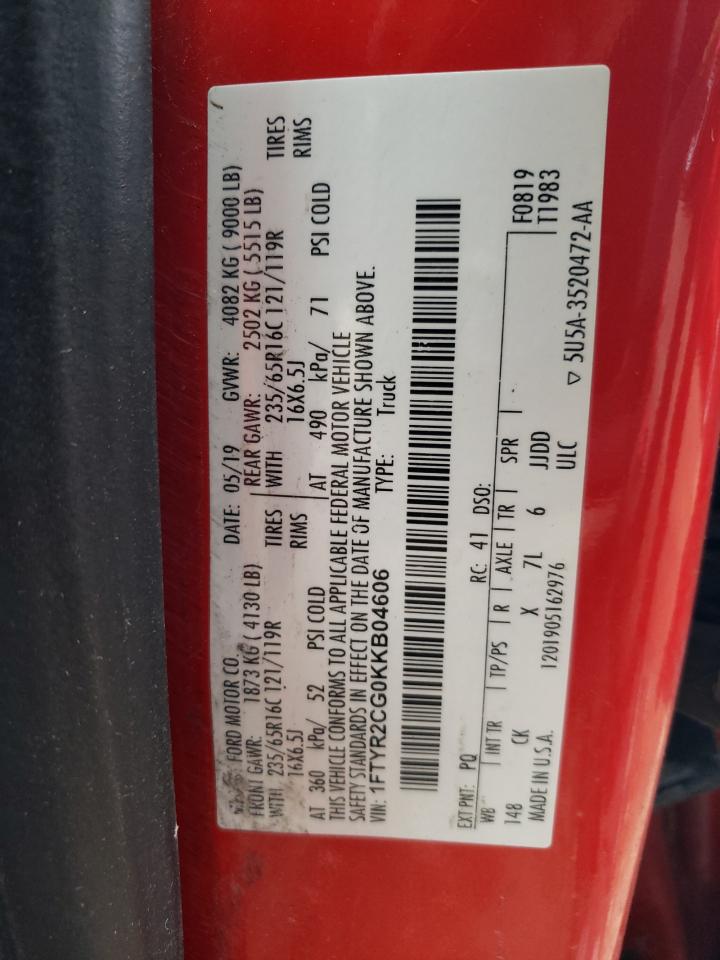 FORD MOTOR CO. DATE: 05/19 GVWR: 4082 KG ( 9000 LB)
FRONT GAWR: 1873 KG ( 4130 LB) REAR GAWR: 2502 KG ( 5515 LB)
WITH 235/65R16C 121/119R TIRES WITH 235/65R16C 121/119R TIRES
16X6.5J RIMS 16X6.5J RIMS
AT 360 kPa/ 52 PSI COLD AT 490 kPa/ 71 PSI COLD
THIS VEHICLE CONFORMS TO ALL APPLICABLE FEDERAL MOTOR VEHICLE
SAFETY STANDARDS IN EFFECT ON THE DATE OF MANUFACTURE SHOWN ABOVE.
VIN: 1FTYR2CG0KKB04606 TYPE: Truck
EXT PNT: PQ RC: 41 DSO:
WB INT TR TP/PS R AXLE TR SPR F0819
148 CK X 7L 6 JJDD T1983
MADE IN U.S.A. 1201905162976 ULC ▽ 5U5A-3520472-AA